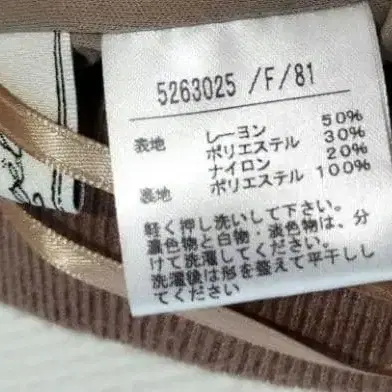 5263025 /F/81
表地 レーヨン 50%
ポリエステル 30%
ナイロン 20%
裏地 ポリエステル 100%
軽く押し洗いして下さい。
濃色物と白物・淡色物は、分
けて洗濯して下さい。
洗濯後は形を整えて平干しし
てください